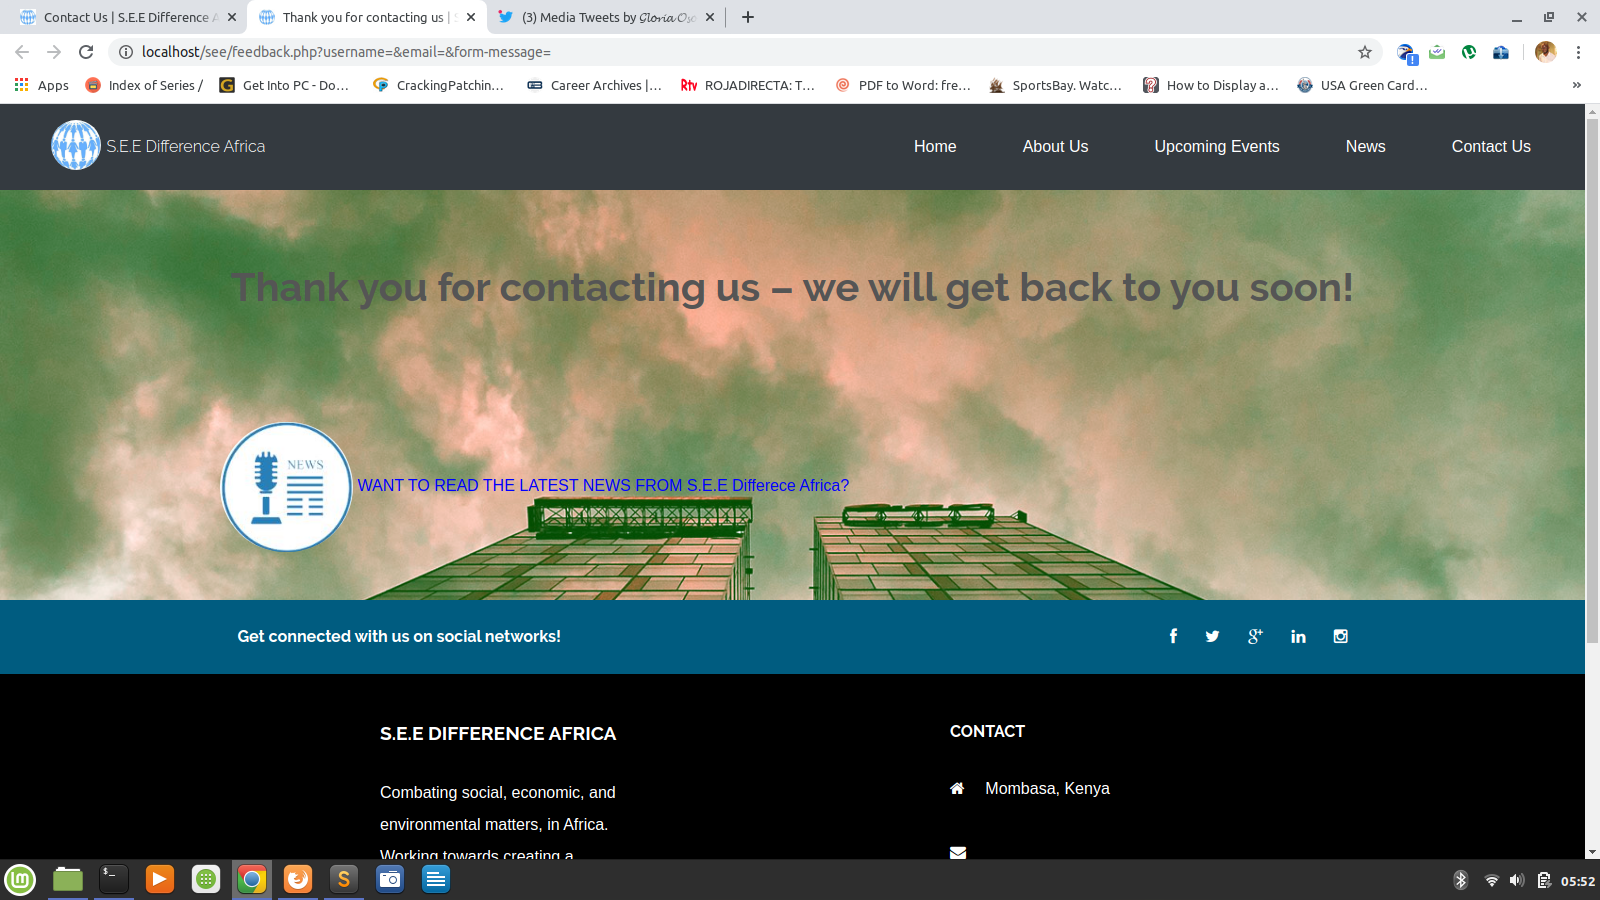 Contact Us | S.E.E Difference A
Thank you for contacting us | S
(3) Media Tweets by 𝓖𝓵𝓸𝓻𝓲𝓪 𝓞𝓼𝓸
localhost/see/feedback.php?username=&email=&form-message=
Apps
Index of Series /
Get Into PC - Do…
CrackingPatchin…
Career Archives |…
Rtv ROJADIRECTA: T…
PDF to Word: fre…
SportsBay. Watc…
How to Display a…
USA Green Card…
»
S.E.E Difference Africa
Home
About Us
Upcoming Events
News
Contact Us
Thank you for contacting us – we will get back to you soon!
NEWS
WANT TO READ THE LATEST NEWS FROM S.E.E Differece Africa?
Get connected with us on social networks!
S.E.E DIFFERENCE AFRICA
CONTACT
Combating social, economic, and
environmental matters, in Africa.
Working towards creating a
Mombasa, Kenya
05:52